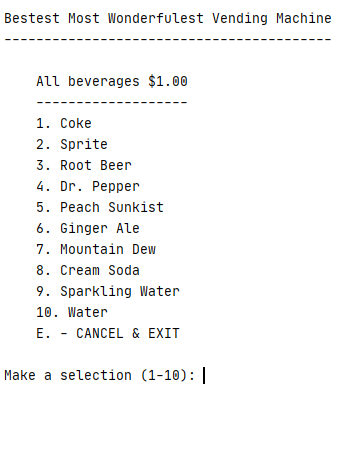 Bestest Most Wonderfulest Vending Machine
-----------------------------------------
All beverages $1.00
-------------------
1. Coke
2. Sprite
3. Root Beer
4. Dr. Pepper
5. Peach Sunkist
6. Ginger Ale
7. Mountain Dew
8. Cream Soda
9. Sparkling Water
10. Water
E. - CANCEL & EXIT
Make a selection (1-10):